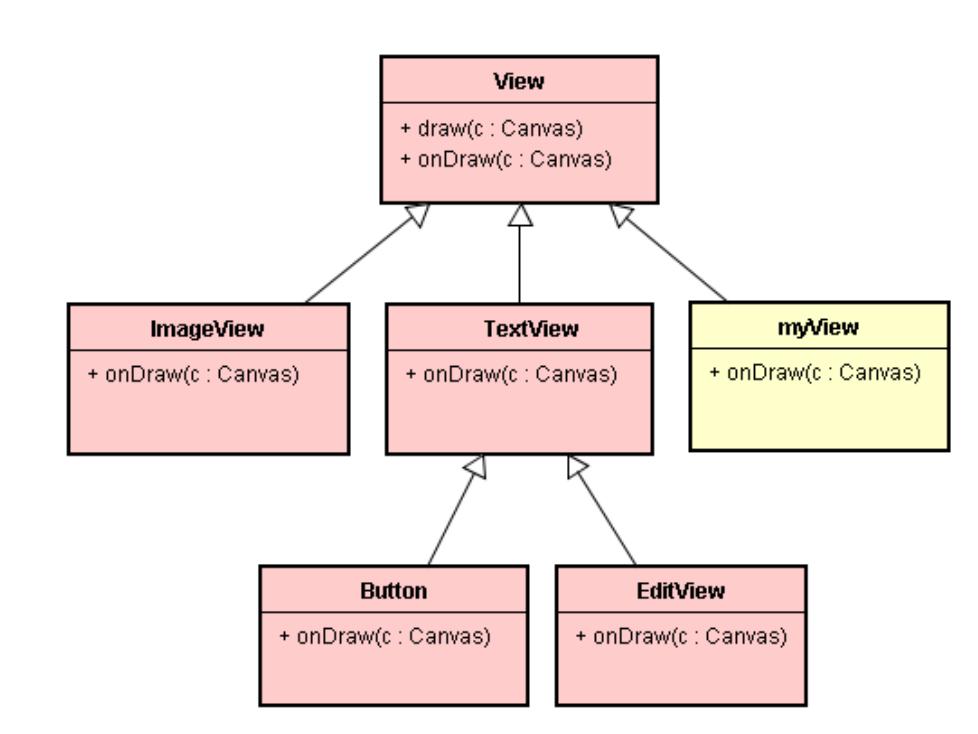 View
+ draw(c : Canvas)
+ onDraw(c : Canvas)
ImageView
+ onDraw(c : Canvas)
TextView
+ onDraw(c : Canvas)
myView
+ onDraw(c : Canvas)
Button
+ onDraw(c : Canvas)
EditView
+ onDraw(c : Canvas)